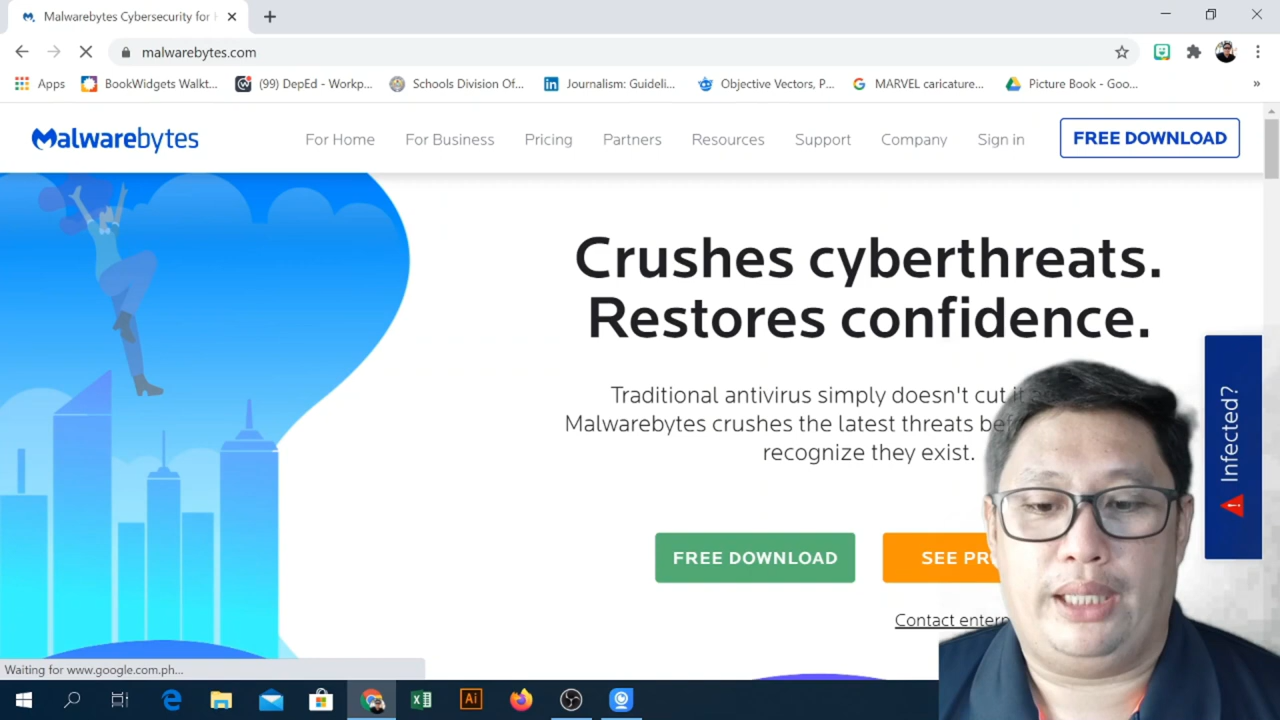 Malwarebytes Cybersecurity for
malwarebytes.com
Apps
BookWidgets Walkt...
(99) DepEd - Workp...
Schools Division Of...
Journalism: Guideli...
Objective Vectors, P...
MARVEL caricature...
Picture Book - Goo...
»
Malwarebytes
For Home
For Business
Pricing
Partners
Resources
Support
Company
Sign in
FREE DOWNLOAD
Crushes cyberthreats.
Restores confidence.
Traditional antivirus simply doesn't cut it
Malwarebytes crushes the latest threats
recognize they exist.
Infected?
FREE DOWNLOAD
SEE
Contact
Waiting for www.google.com.ph...